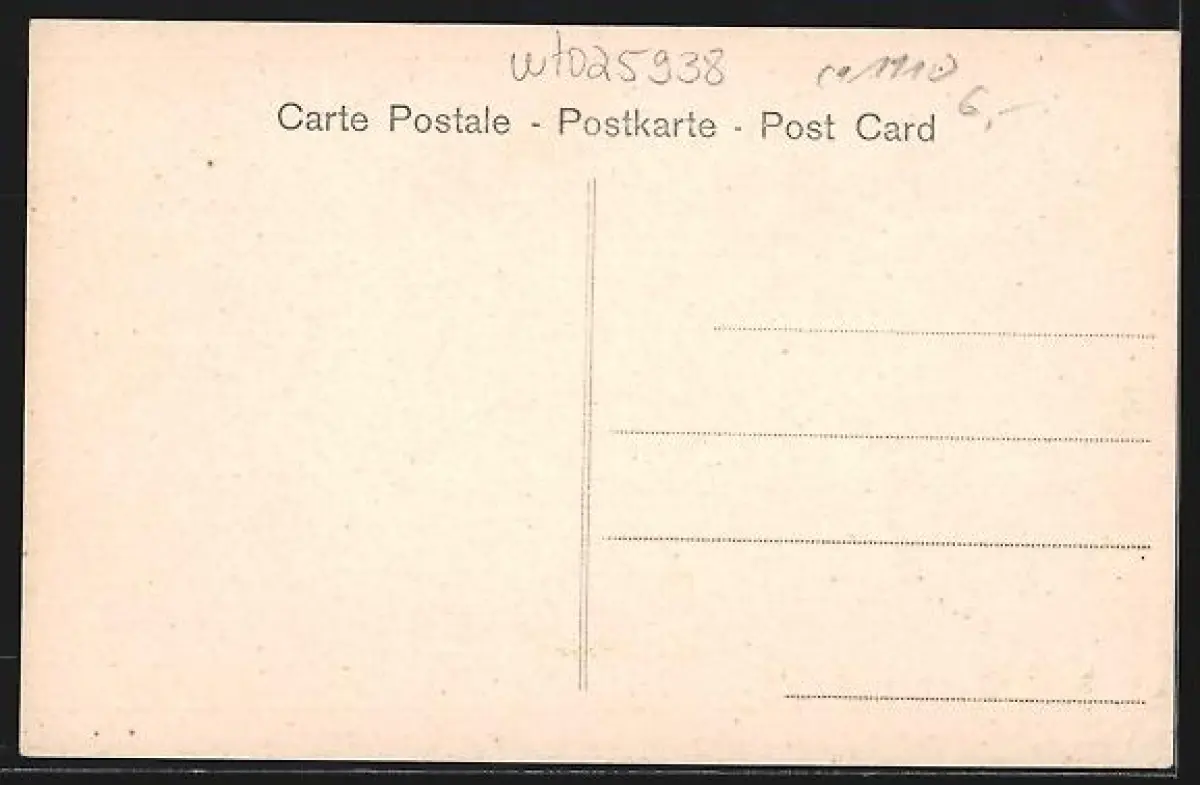 wt025938 ca 1910
6,-
Carte Postale - Postkarte - Post Card